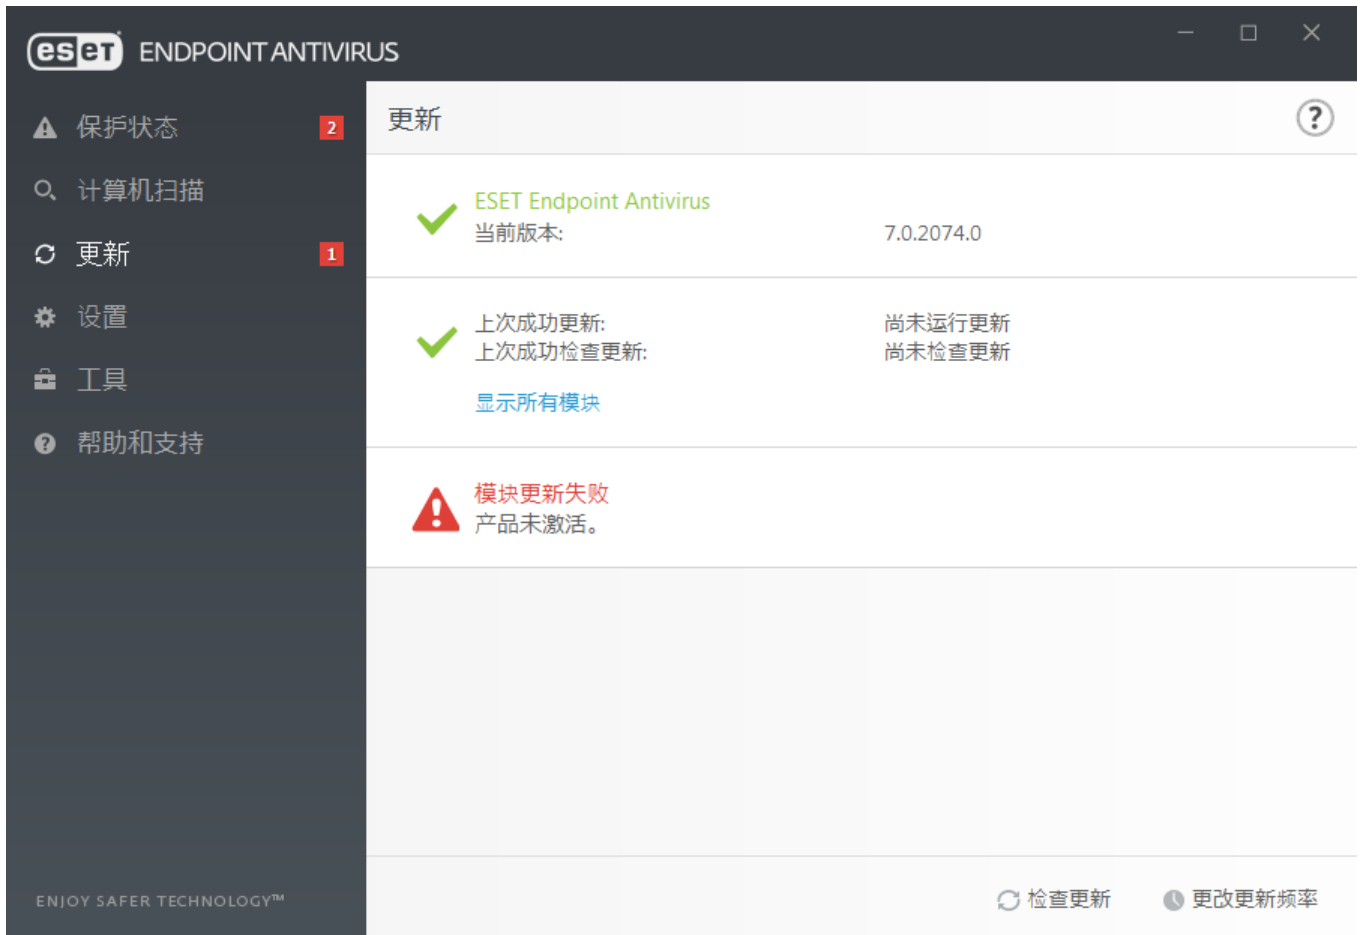 eset ENDPOINT ANTIVIRUS
保护状态 2
计算机扫描
更新 1
设置
工具
帮助和支持
ENJOY SAFER TECHNOLOGY™
更新
?
ESET Endpoint Antivirus
当前版本: 7.0.2074.0
上次成功更新: 尚未运行更新
上次成功检查更新: 尚未检查更新
显示所有模块
模块更新失败
产品未激活。
检查更新 更改更新频率